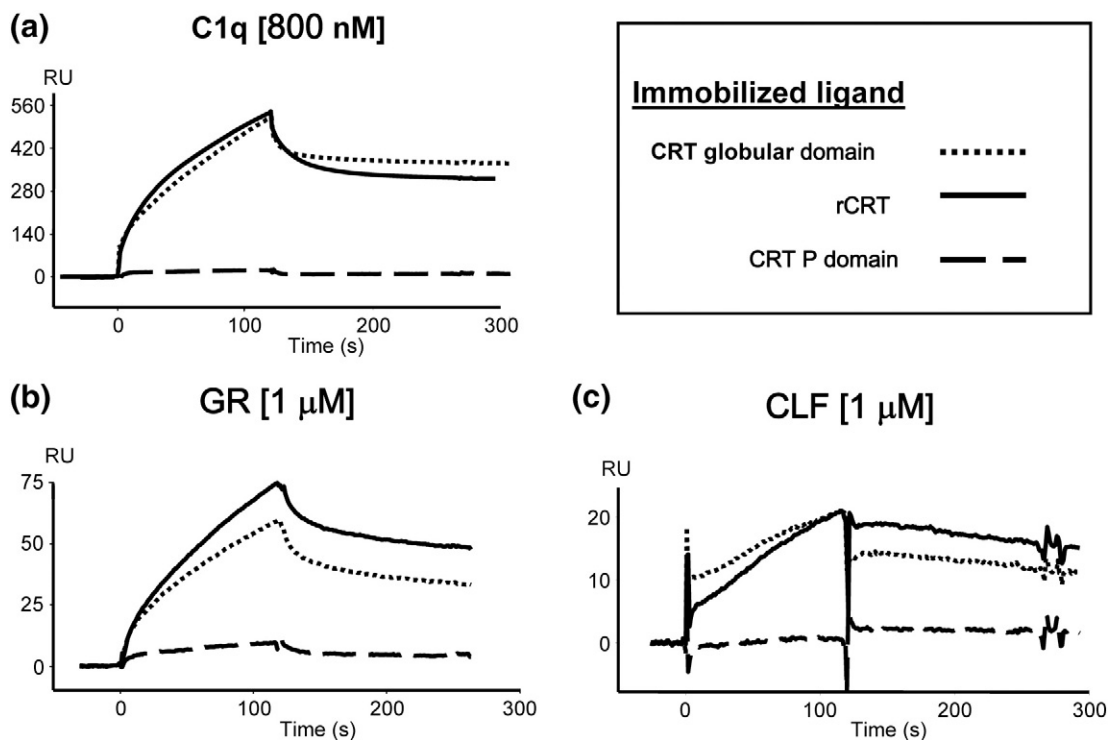 (a)
C1q [800 nM]
RU
560
420
280
140
0
0 100 200 300
Time (s)
Immobilized ligand
CRT globular domain
rCRT
CRT P domain
(b)
GR [1 μM]
RU
75
50
25
0
0 100 200 300
Time (s)
(c)
CLF [1 μM]
RU
20
10
0
0 100 200 300
Time (s)